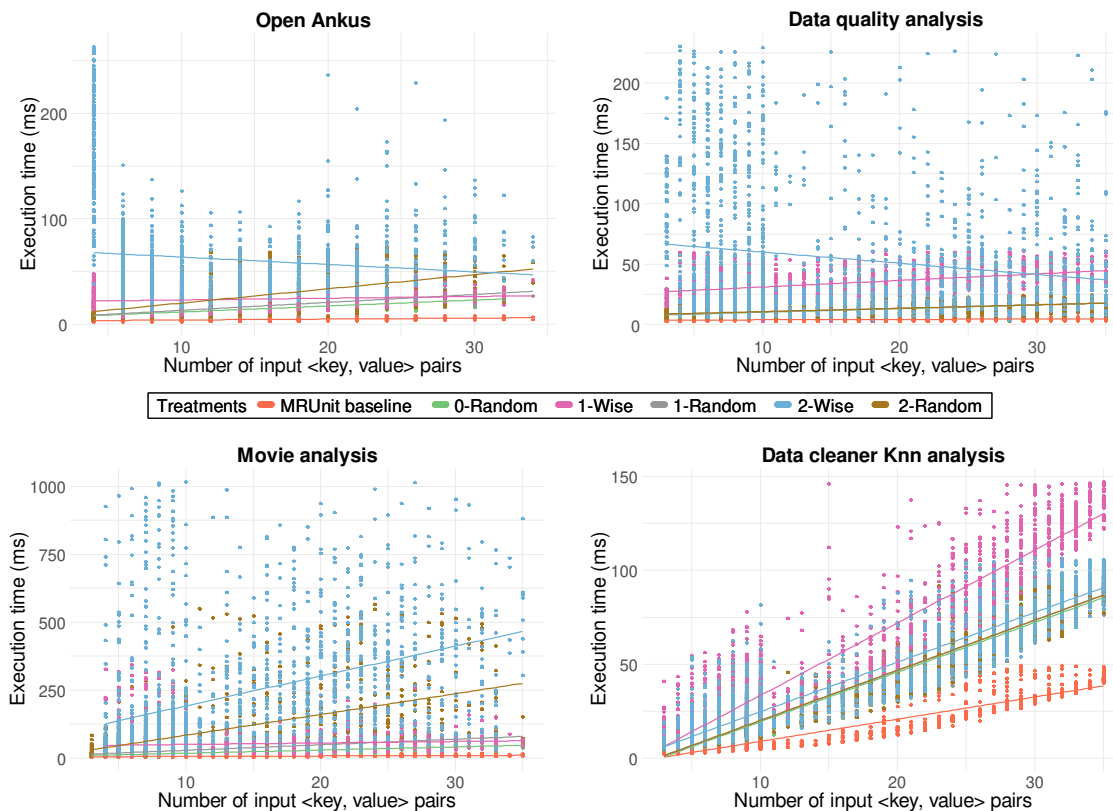 Open Ankus
Execution time (ms)
200
100
0
10
20
30
Number of input <key, value> pairs
Data quality analysis
Execution time (ms)
200
150
100
50
0
10
20
30
Number of input <key, value> pairs
Treatments MRUnit baseline 0-Random 1-Wise 1-Random 2-Wise 2-Random
Movie analysis
Execution time (ms)
1000
750
500
250
0
10
20
30
Number of input <key, value> pairs
Data cleaner Knn analysis
Execution time (ms)
150
100
50
0
10
20
30
Number of input <key, value> pairs